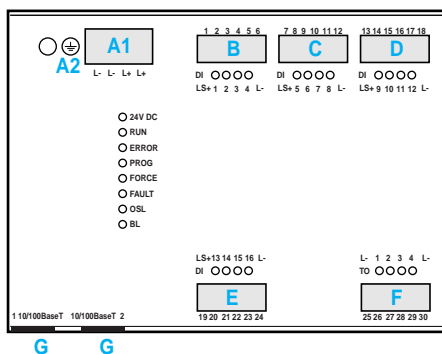 1 2 3 4 5 6
7 8 9 10 11 12
13 14 15 16 17 18
A1
B
C
D
A2
L- L- L+ L+
DI
DI
DI
LS+ 1 2 3 4 L-
LS+ 5 6 7 8 L-
LS+ 9 10 11 12 L-
24V DC
RUN
ERROR
PROG
FORCE
FAULT
OSL
BL
LS+13 14 15 16 L-
L- 1 2 3 4 L-
DI
TO
E
F
1 10/100BaseT
10/100BaseT 2
19 20 21 22 23 24
25 26 27 28 29 30
G
G